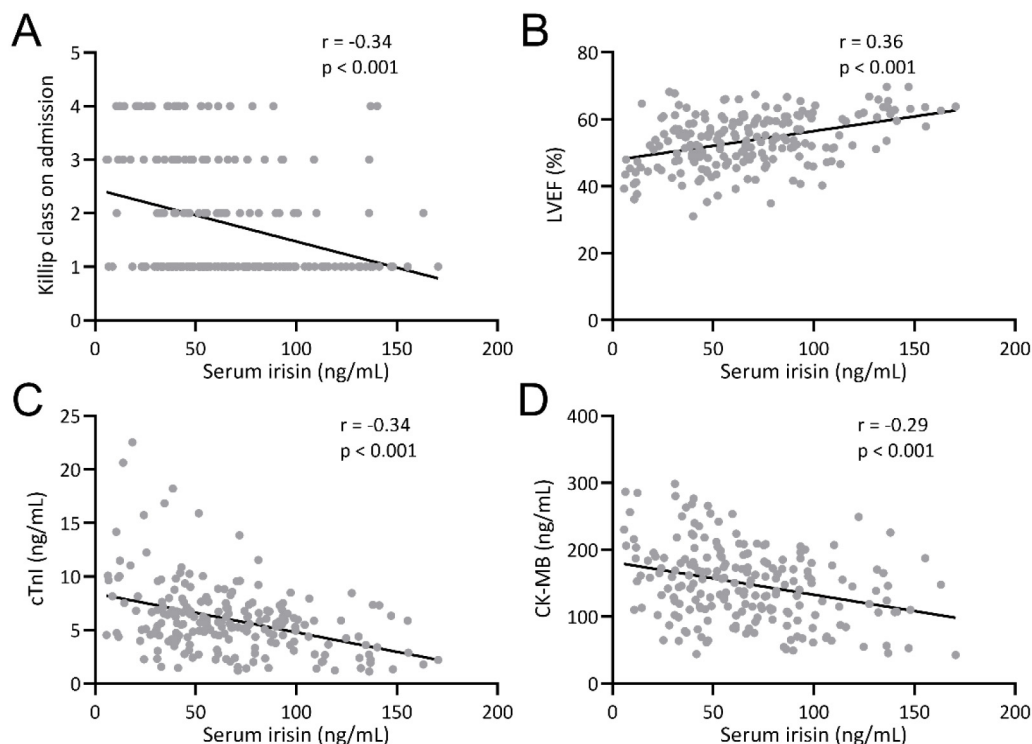 A
r = -0.34
p < 0.001
Killip class on admission
5
4
3
2
1
0
0 50 100 150 200
Serum irisin (ng/mL)
B
r = 0.36
p < 0.001
LVEF (%)
80
60
40
20
0
0 50 100 150 200
Serum irisin (ng/mL)
C
r = -0.34
p < 0.001
cTnI (ng/mL)
25
20
15
10
5
0
0 50 100 150 200
Serum irisin (ng/mL)
D
r = -0.29
p < 0.001
CK-MB (ng/mL)
400
300
200
100
0
0 50 100 150 200
Serum irisin (ng/mL)